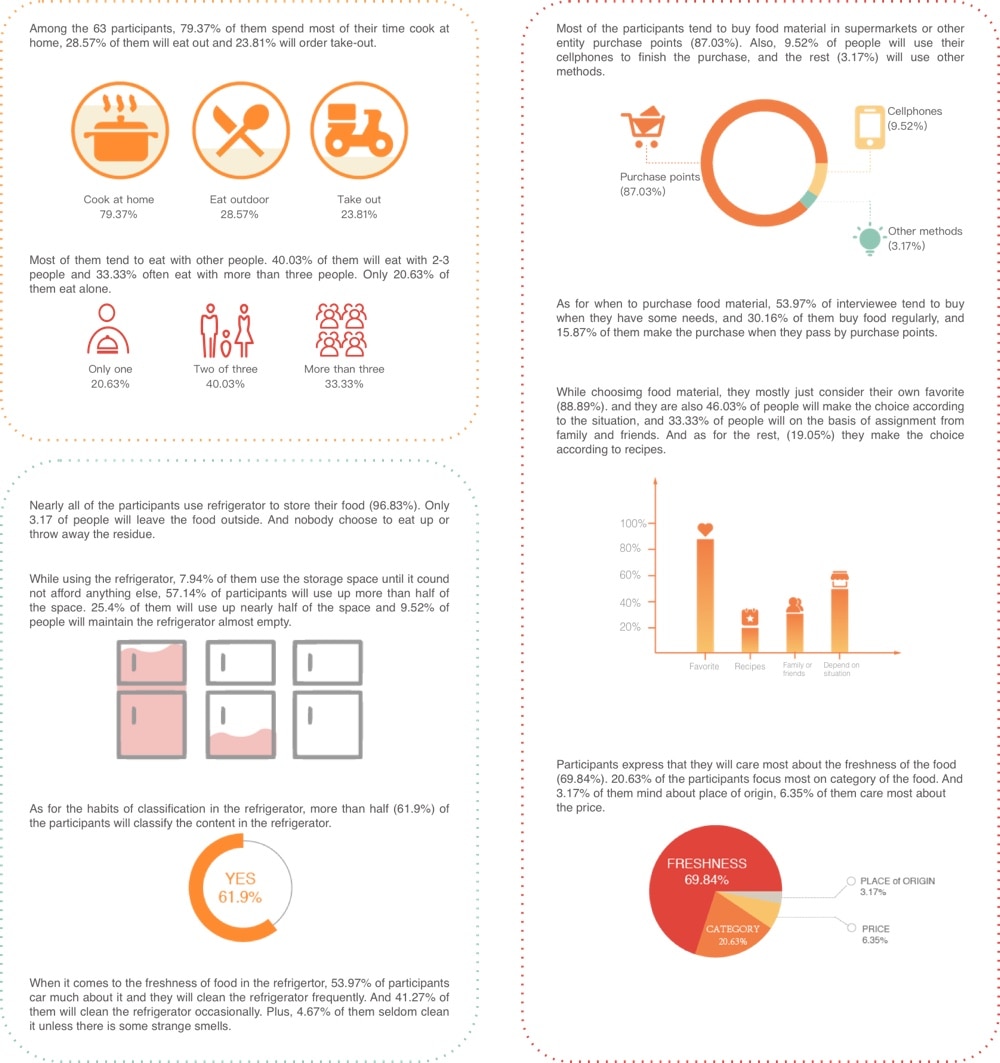 Among the 63 participants, 79.37% of them spend most of their time cook at
home, 28.57% of them will eat out and 23.81% will order take-out.
Cook at home
79.37%
Eat outdoor
28.57%
Take out
23.81%
Most of them tend to eat with other people. 40.03% of them will eat with 2-3
people and 33.33% often eat with more than three people. Only 20.63% of
them eat alone.
Only one
20.63%
Two of three
40.03%
More than three
33.33%
Nearly all of the participants use refrigerator to store their food (96.83%). Only
3.17 of people will leave the food outside. And nobody choose to eat up or
throw away the residue.
While using the refrigerator, 7.94% of them use the storage space until it cound
not afford anything else, 57.14% of participants will use up more than half of
the space. 25.4% of them will use up nearly half of the space and 9.52% of
people will maintain the refrigerator almost empty.
As for the habits of classification in the refrigerator, more than half (61.9%) of
the participants will classify the content in the refrigerator.
YES
61.9%
When it comes to the freshness of food in the refrigertor, 53.97% of participants
car much about it and they will clean the refrigerator frequently. And 41.27% of
them will clean the refrigerator occasonally. Plus, 4.67% of them seldom clean
it unless there is some strange smells.
Most of the participants tend to buy food material in supermarkets or other
entity purchase points (87.03%). Also, 9.52% of people will use their
cellphones to finish the purchase, and the rest (3.17%) will use other
methods.
Cellphones
(9.52%)
Purchase points
(87.03%)
Other methods
(3.17%)
As for when to purchase food material, 53.97% of interviewee tend to buy
when they have some needs, and 30.16% of them buy food regularly, and
15.87% of them make the purchase when they pass by purchase points.
While choosimg food material, they mostly just consider their own favorite
(88.89%). and they are also 46.03% of people will make the choice according
to the situation, and 33.33% of people will on the basis of assignment from
family and friends. And as for the rest, (19.05%) they make the choice
according to recipes.
100%
80%
60%
40%
20%
Favorite
Recipes
Family or
friends
Depend on
situation
Participants express that they will care most about the freshness of the food
(69.84%). 20.63% of the participants focus most on category of the food. And
3.17% of them mind about place of origin, 6.35% of them care most about
the price.
FRESHNESS
69.84%
PLACE of ORIGIN
3.17%
CATEGORY
20.63%
PRICE
6.35%